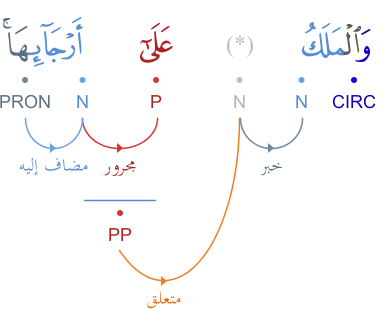 وَٱلْمَلَكُ (*) عَلَىٰٓ أَرْجَآئِهَا ۚ
CIRC N N P N PRON
خبر مجرور مضاف إليه
PP
متعلق